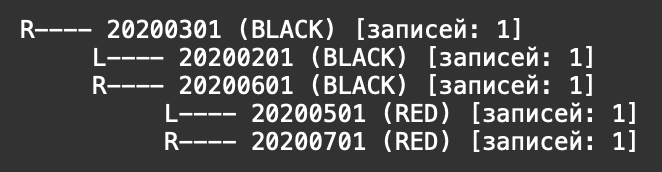 R---- 20200301 (BLACK) [записей: 1]
L---- 20200201 (BLACK) [записей: 1]
R---- 20200601 (BLACK) [записей: 1]
L---- 20200501 (RED) [записей: 1]
R---- 20200701 (RED) [записей: 1]